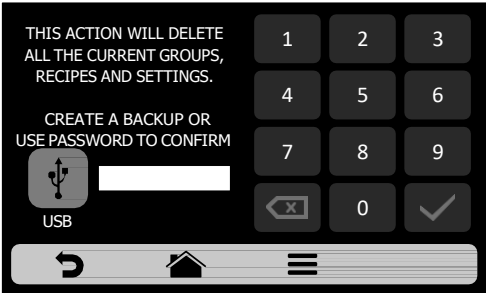 THIS ACTION WILL DELETE
ALL THE CURRENT GROUPS,
RECIPES AND SETTINGS.
CREATE A BACKUP OR
USE PASSWORD TO CONFIRM
USB
1 2 3
4 5 6
7 8 9
0